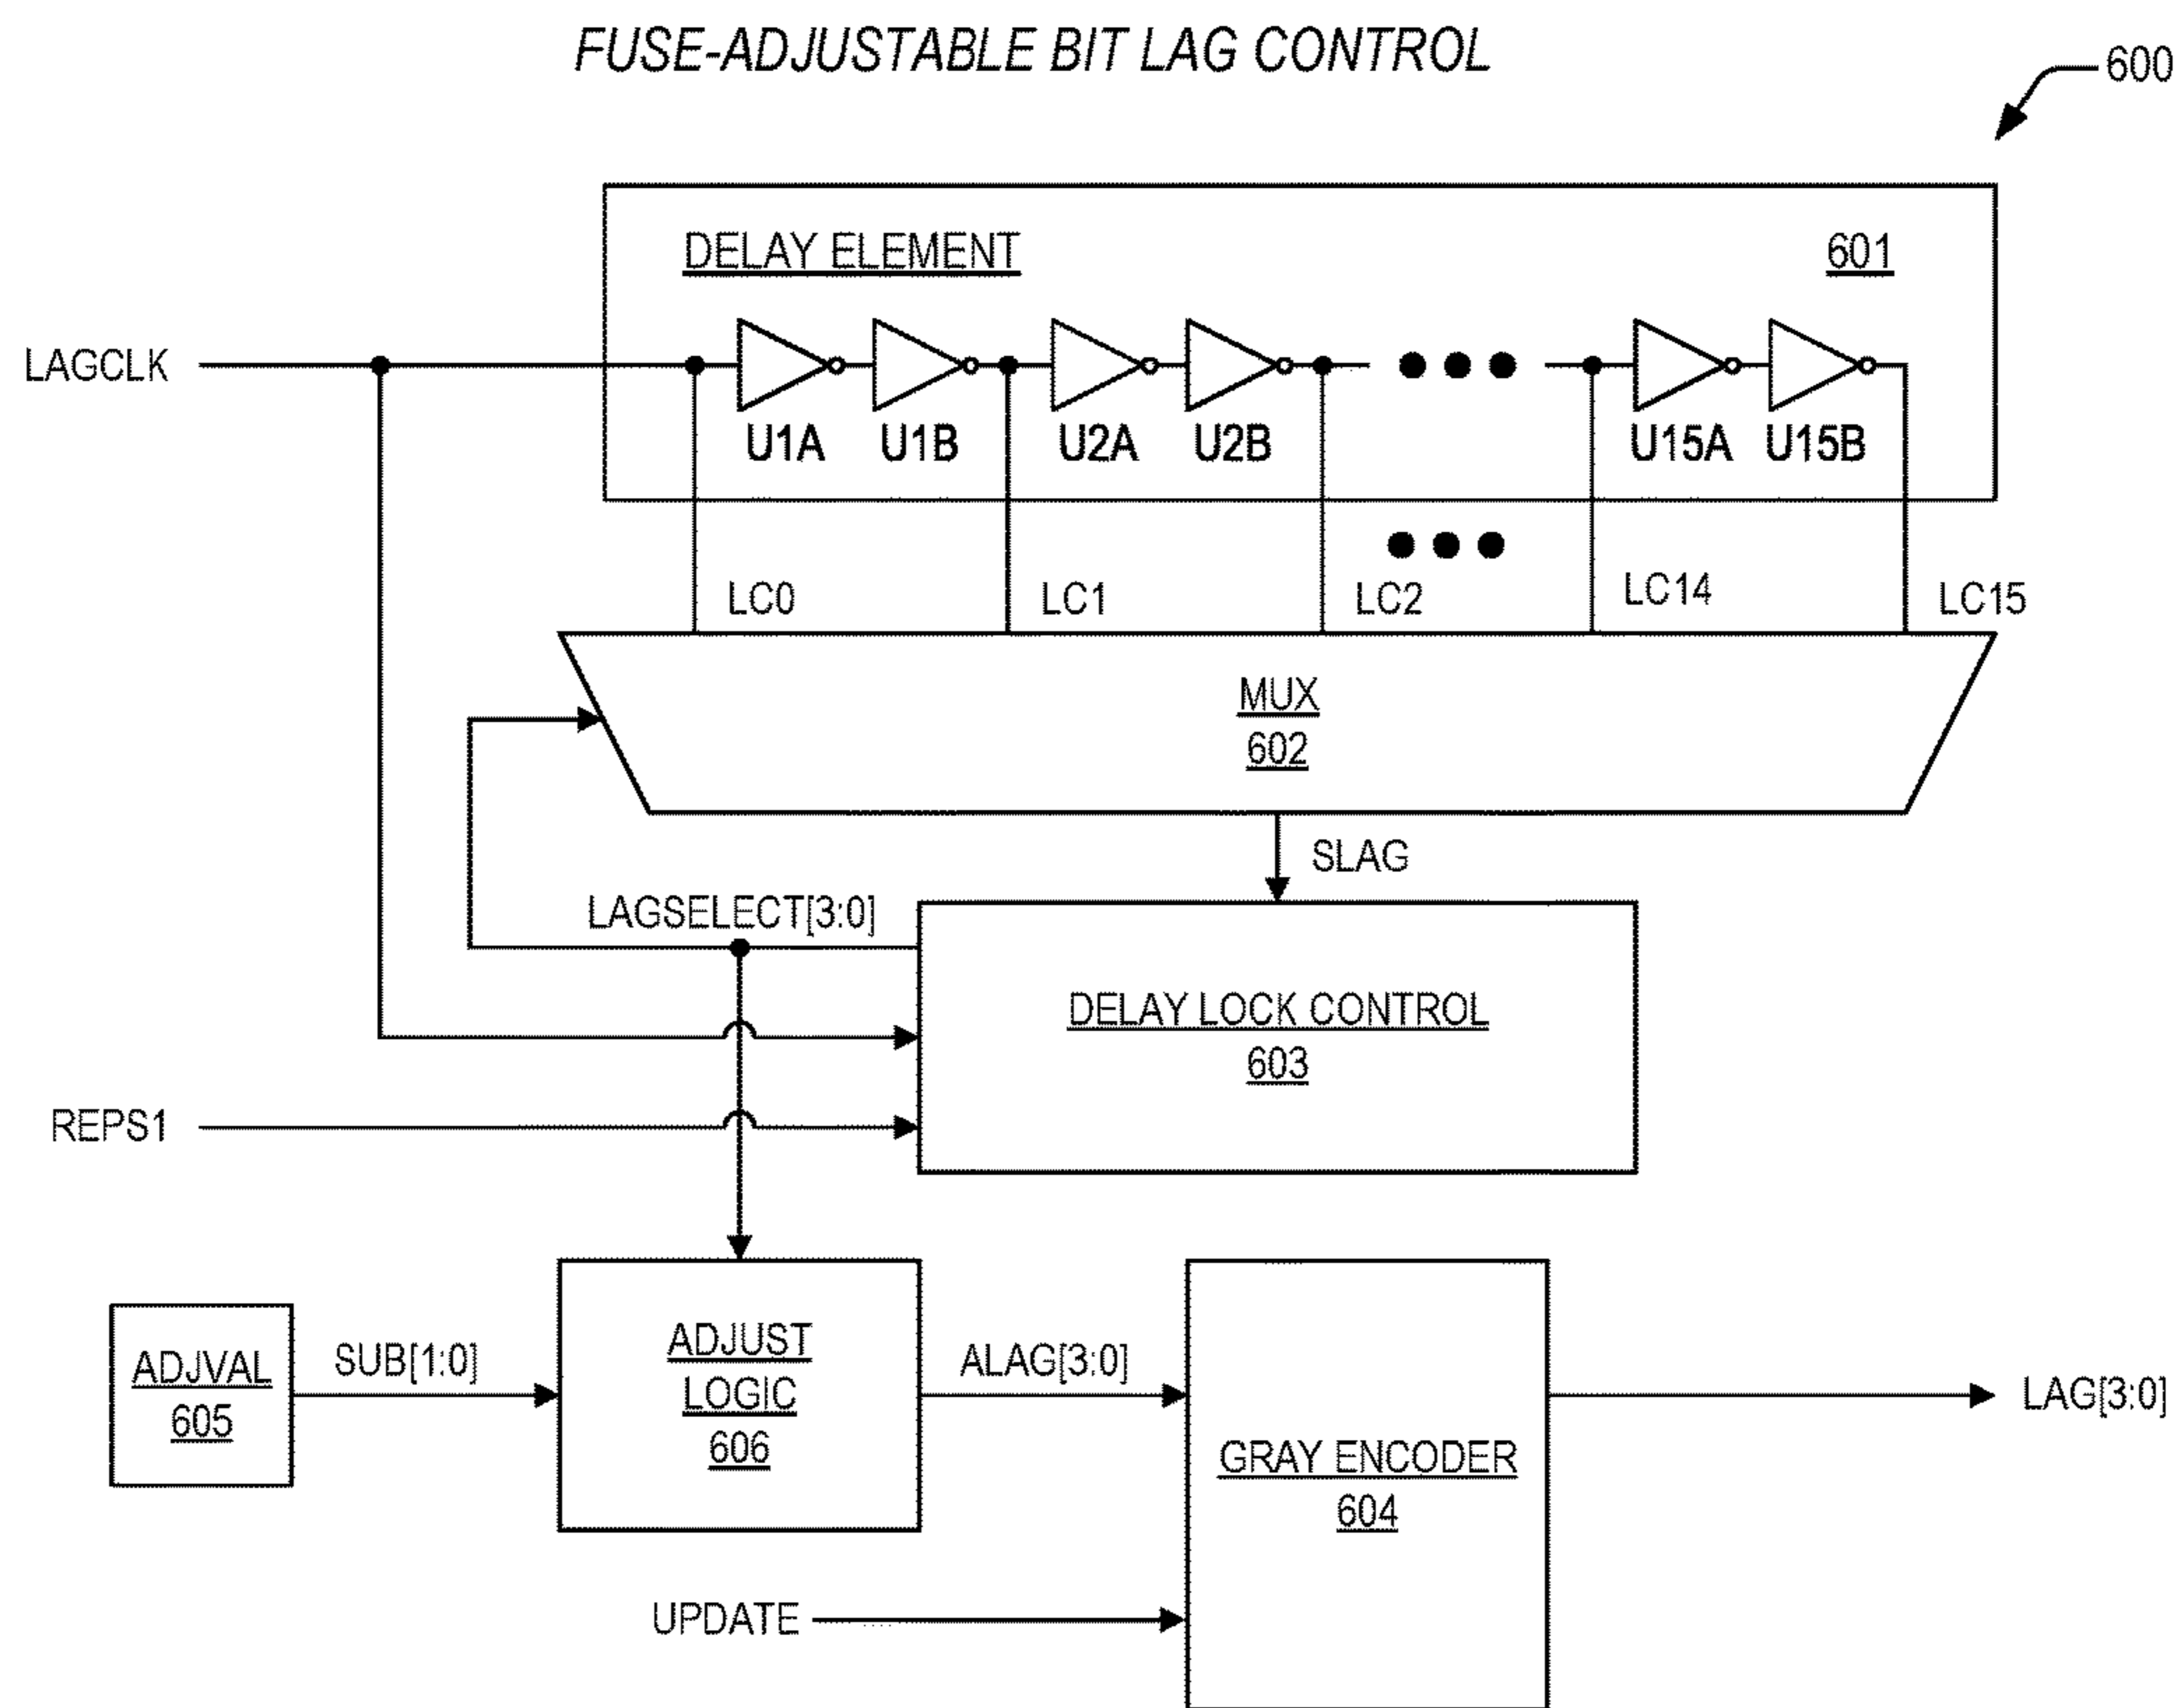 FUSE-ADJUSTABLE BIT LAG CONTROL
600
DELAY ELEMENT
601
LAGCLK
U1A
U1B
U2A
U2B
U15A
U15B
LC0
LC1
LC2
LC14
LC15
MUX
602
SLAG
LAGSELECT[3:0]
DELAY LOCK CONTROL
603
REPS1
ADJVAL
605
SUB[1:0]
ADJUST
LOGIC
606
ALAG[3:0]
GRAY ENCODER
604
LAG[3:0]
UPDATE